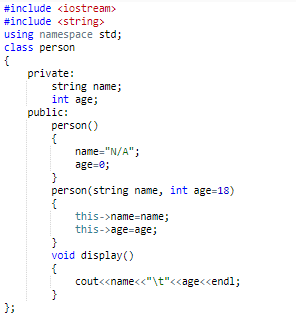 #include <iostream>
#include <string>
using namespace std;
class person
{
    private:
        string name;
        int age;
    public:
        person()
        {
            name="N/A";
            age=0;
        }
        person(string name, int age=18)
        {
            this->name=name;
            this->age=age;
        }
        void display()
        {
            cout<<name<<"\t"<<age<<endl;
        }
};